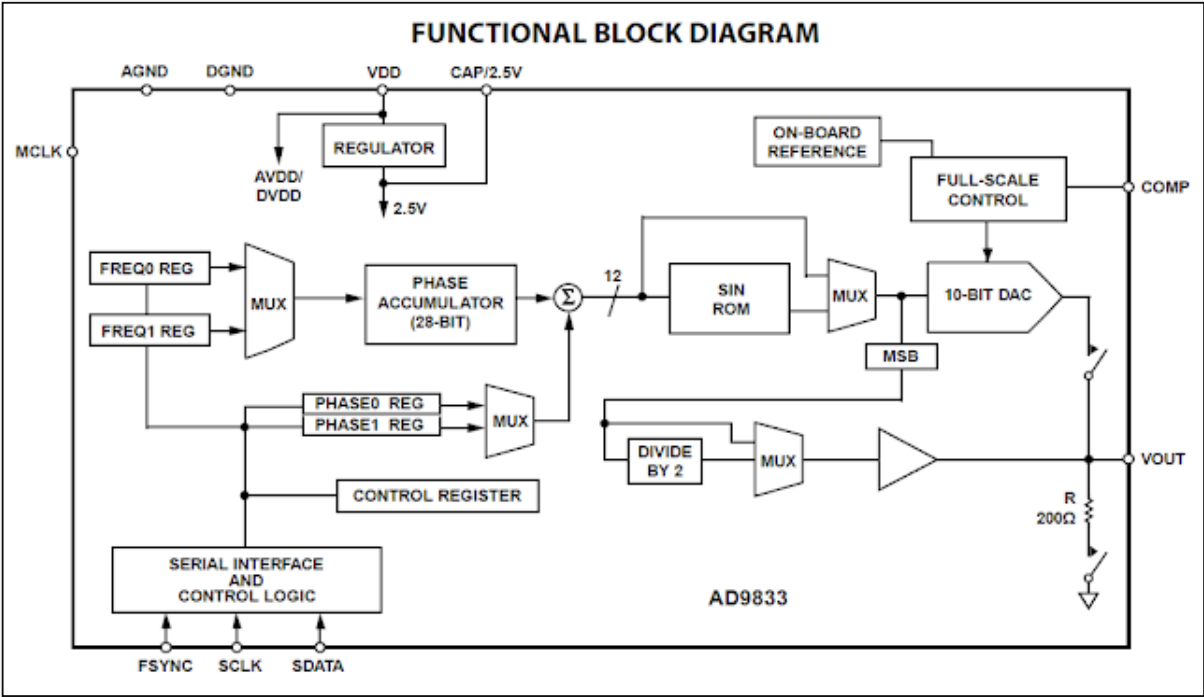 FUNCTIONAL BLOCK DIAGRAM
AGND
DGND
VDD
CAP/2.5V
MCLK
REGULATOR
AVDD/
DVDD
2.5V
ON-BOARD
REFERENCE
FULL-SCALE
CONTROL
COMP
FREQ0 REG
FREQ1 REG
MUX
PHASE
ACCUMULATOR
(28-BIT)
Σ
12
SIN
ROM
MUX
10-BIT DAC
MSB
PHASE0 REG
PHASE1 REG
MUX
DIVIDE
BY 2
MUX
VOUT
CONTROL REGISTER
R
200Ω
SERIAL INTERFACE
AND
CONTROL LOGIC
AD9833
FSYNC
SCLK
SDATA